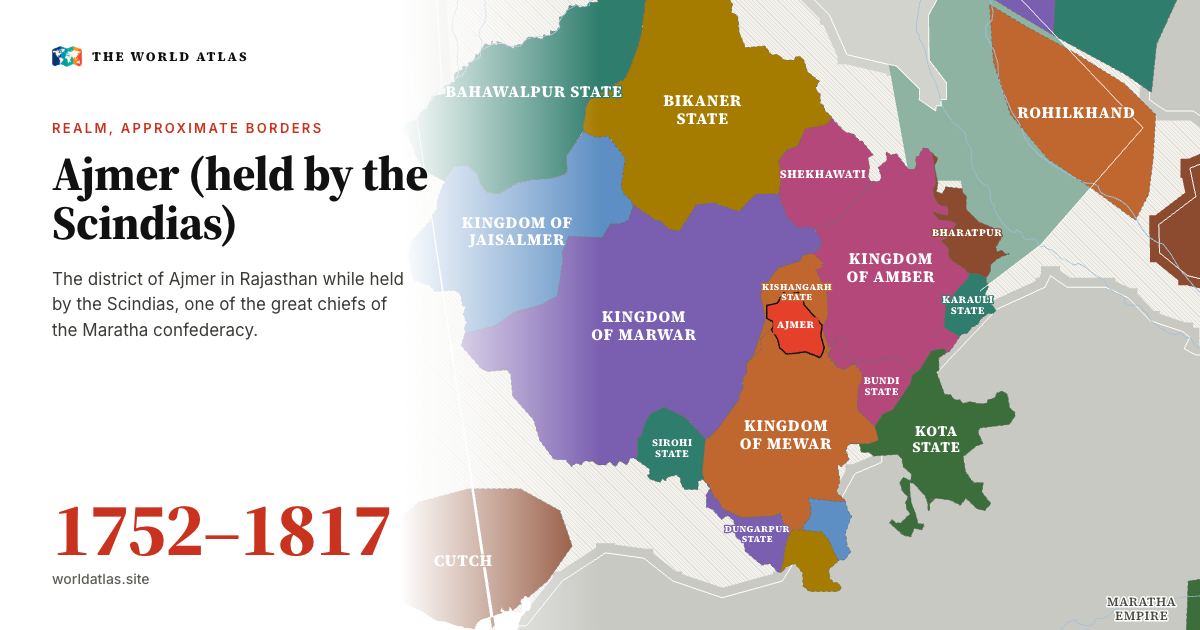 THE WORLD ATLAS
REALM, APPROXIMATE BORDERS
Ajmer (held by the
Scindias)
The district of Ajmer in Rajasthan while held
by the Scindias, one of the great chiefs of
the Maratha confederacy.
1752–1817
worldatlas.site
BAHAWALPUR STATE
BIKANER
STATE
ROHILKHAND
SHEKHAWATI
KINGDOM OF
JAISALMER
BHARATPUR
KINGDOM
OF AMBER
KISHANGARH
STATE
KARAULI
STATE
AJMER
KINGDOM
OF MARWAR
BUNDI
STATE
KINGDOM
OF MEWAR
KOTA
STATE
SIROHI
STATE
DUNGARPUR
STATE
CUTCH
MARATHA
EMPIRE